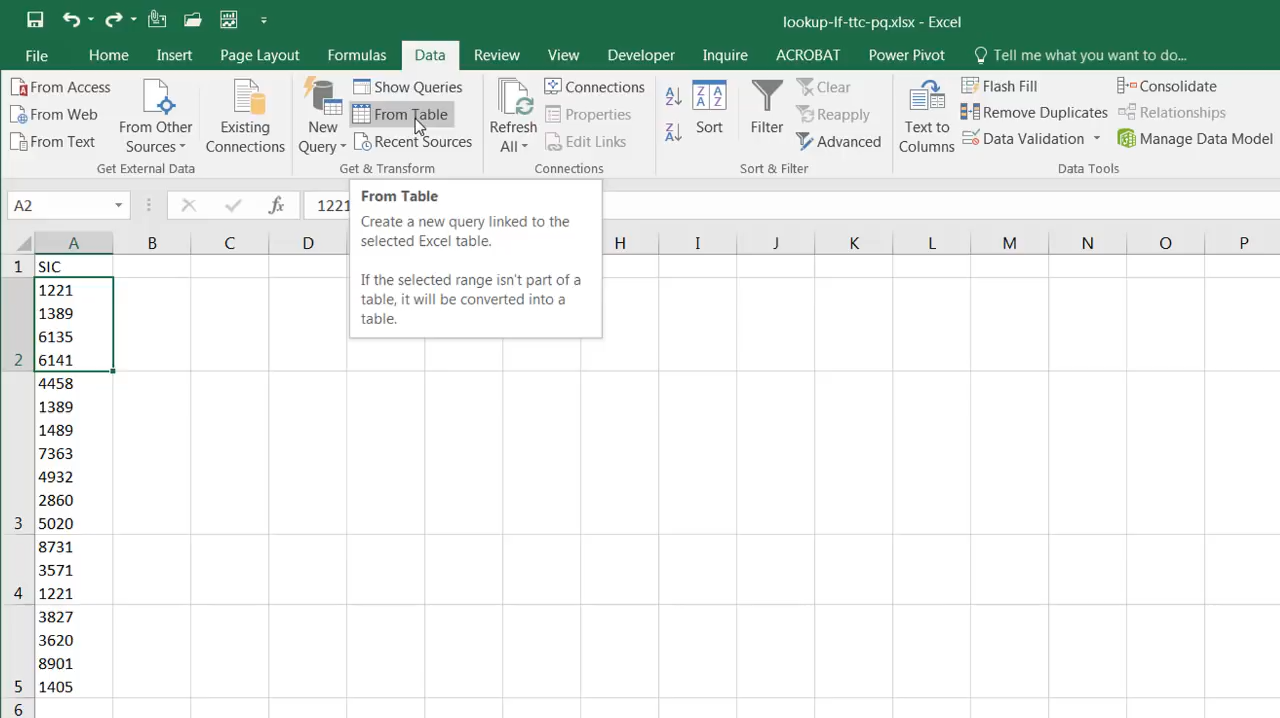 lookup-lf-ttc-pq.xlsx - Excel
File Home Insert Page Layout Formulas Data Review View Developer Inquire ACROBAT Power Pivot Tell me what you want to do...
From Access
From Web
From Text
From Other
Sources
Existing
Connections
Get External Data
New
Query
Show Queries
From Table
Recent Sources
Get & Transform
Refresh
All
Connections
Properties
Edit Links
Connections
Sort
Filter
Clear
Reapply
Advanced
Sort & Filter
Text to
Columns
Flash Fill
Remove Duplicates
Data Validation
Consolidate
Relationships
Manage Data Model
Data Tools
A2 fx 1221
From Table
Create a new query linked to the
selected Excel table.
If the selected range isn't part of a
table, it will be converted into a
table.
A B C D H I J K L M N O P
1 SIC
1221
1389
6135
2 6141
4458
1389
1489
7363
4932
2860
3 5020
8731
3571
4 1221
3827
3620
8901
5 1405
6